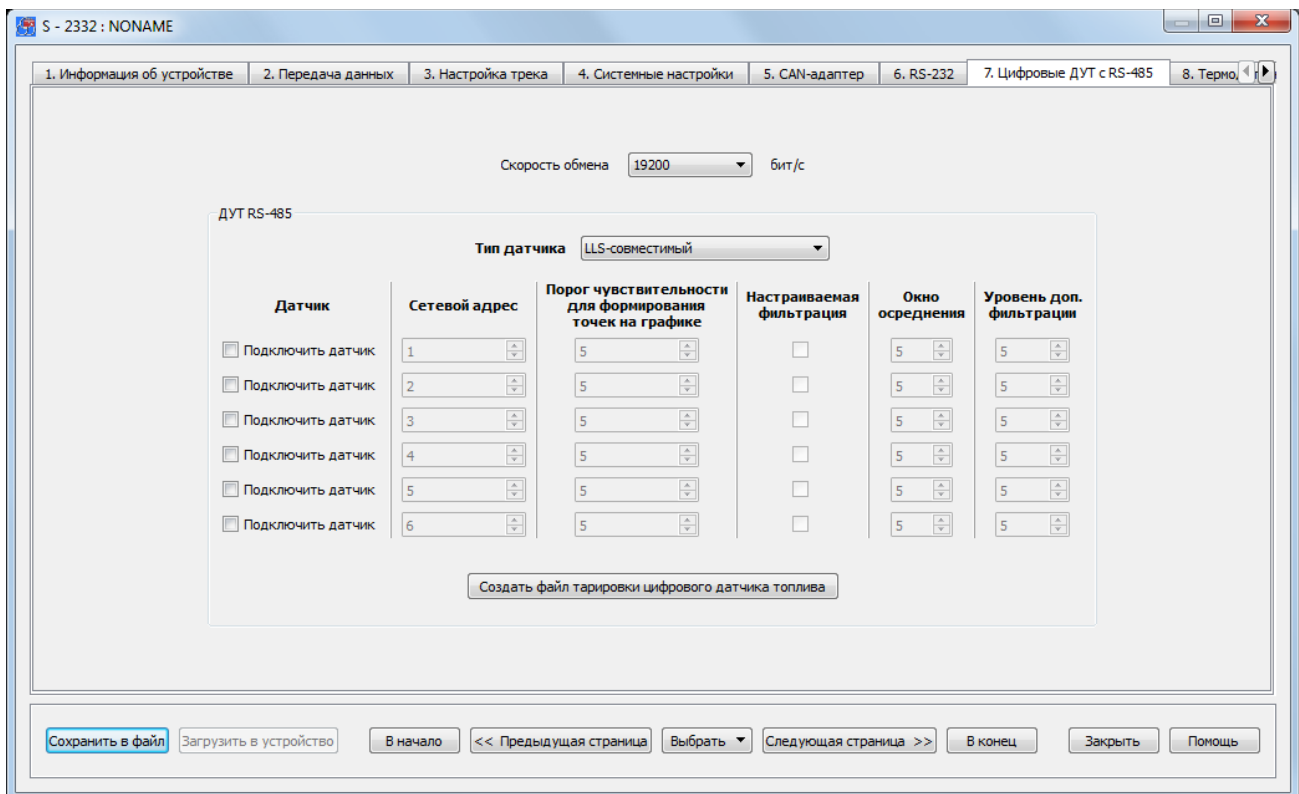 S - 2332 : NONAME
1. Информация об устройстве 2. Передача данных 3. Настройка трека 4. Системные настройки 5. CAN-адаптер 6. RS-232 7. Цифровые ДУТ с RS-485 8. Термо
Скорость обмена 19200 бит/с
ДУТ RS-485
Тип датчика LLS-совместимый
Датчик
Сетевой адрес
Порог чувствительности
для формирования
точек на графике
Настраиваемая
фильтрация
Окно
осреднения
Уровень доп.
фильтрации
Подключить датчик 1 5 5 5
Подключить датчик 2 5 5 5
Подключить датчик 3 5 5 5
Подключить датчик 4 5 5 5
Подключить датчик 5 5 5 5
Подключить датчик 6 5 5 5
Создать файл тарировки цифрового датчика топлива
Сохранить в файл Загрузить в устройство В начало << Предыдущая страница Выбрать Следующая страница >> В конец Закрыть Помощь